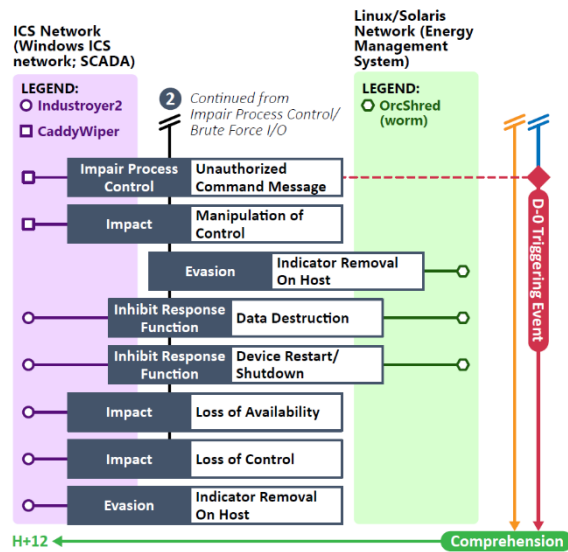 ICS Network
(Windows ICS
network; SCADA)
Linux/Solaris
Network (Energy
Management
System)
LEGEND:
Industroyer2
CaddyWiper
2
Continued from
Impair Process Control/
Brute Force I/O
LEGEND:
OrcShred
(worm)
Impair Process
Control
Unauthorized
Command Message
Impact
Manipulation of
Control
Evasion
Indicator Removal
On Host
Inhibit Response
Function
Data Destruction
Inhibit Response
Function
Device Restart/
Shutdown
Impact
Loss of Availability
Impact
Loss of Control
Evasion
Indicator Removal
On Host
D-0 Triggering Event
H+12
Comprehension